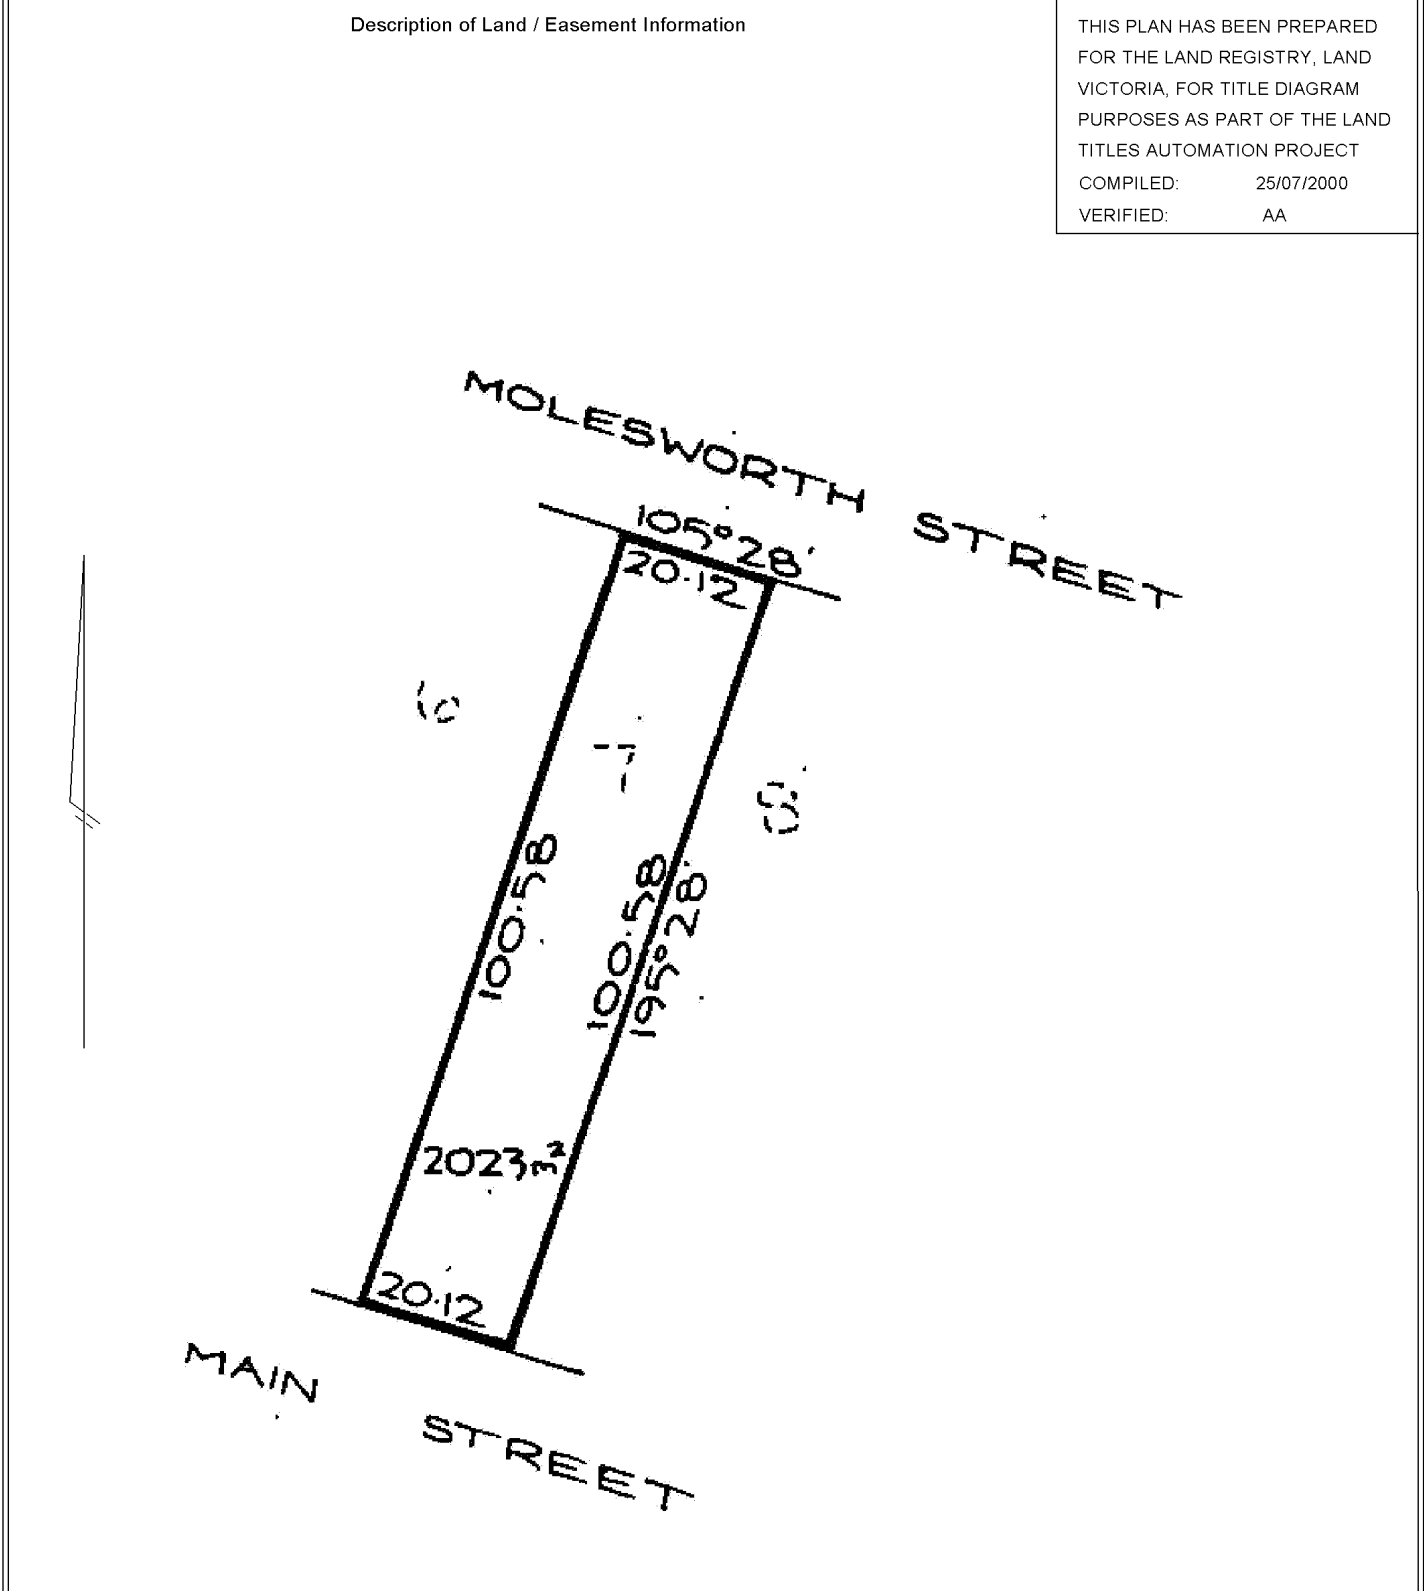 Description of Land / Easement Information
THIS PLAN HAS BEEN PREPARED
FOR THE LAND REGISTRY, LAND
VICTORIA, FOR TITLE DIAGRAM
PURPOSES AS PART OF THE LAND
TITLES AUTOMATION PROJECT
COMPILED: 25/07/2000
VERIFIED: AA
MOLESWORTH STREET
105°28'
20·12
6
7
8
100·58
100·58
195°28'
2023m²
20·12
MAIN STREET